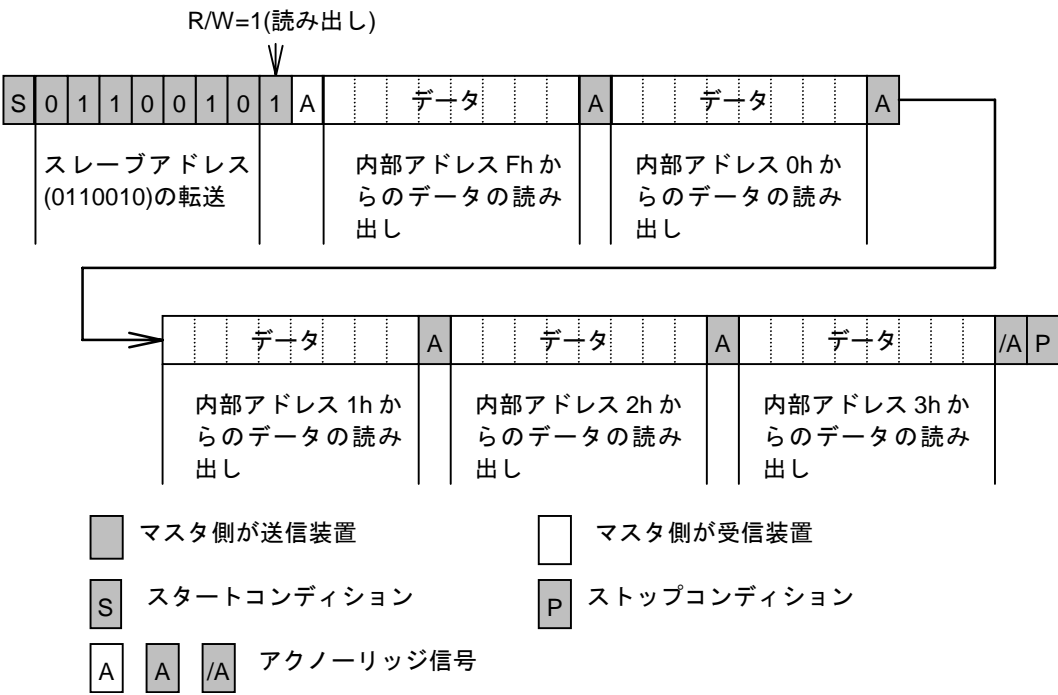 R/W=1(読み出し)
S 0 1 1 0 0 1 0 1 A データ A データ A
スレーブアドレス
(0110010)の転送
内部アドレス Fh か
らのデータの読み
出し
内部アドレス 0h か
らのデータの読み
出し
データ A データ A データ /A P
内部アドレス 1h か
らのデータの読み
出し
内部アドレス 2h か
らのデータの読み
出し
内部アドレス 3h か
らのデータの読み
出し
マスタ側が送信装置
マスタ側が受信装置
S スタートコンディション
P ストップコンディション
A A /A アクノーリッジ信号